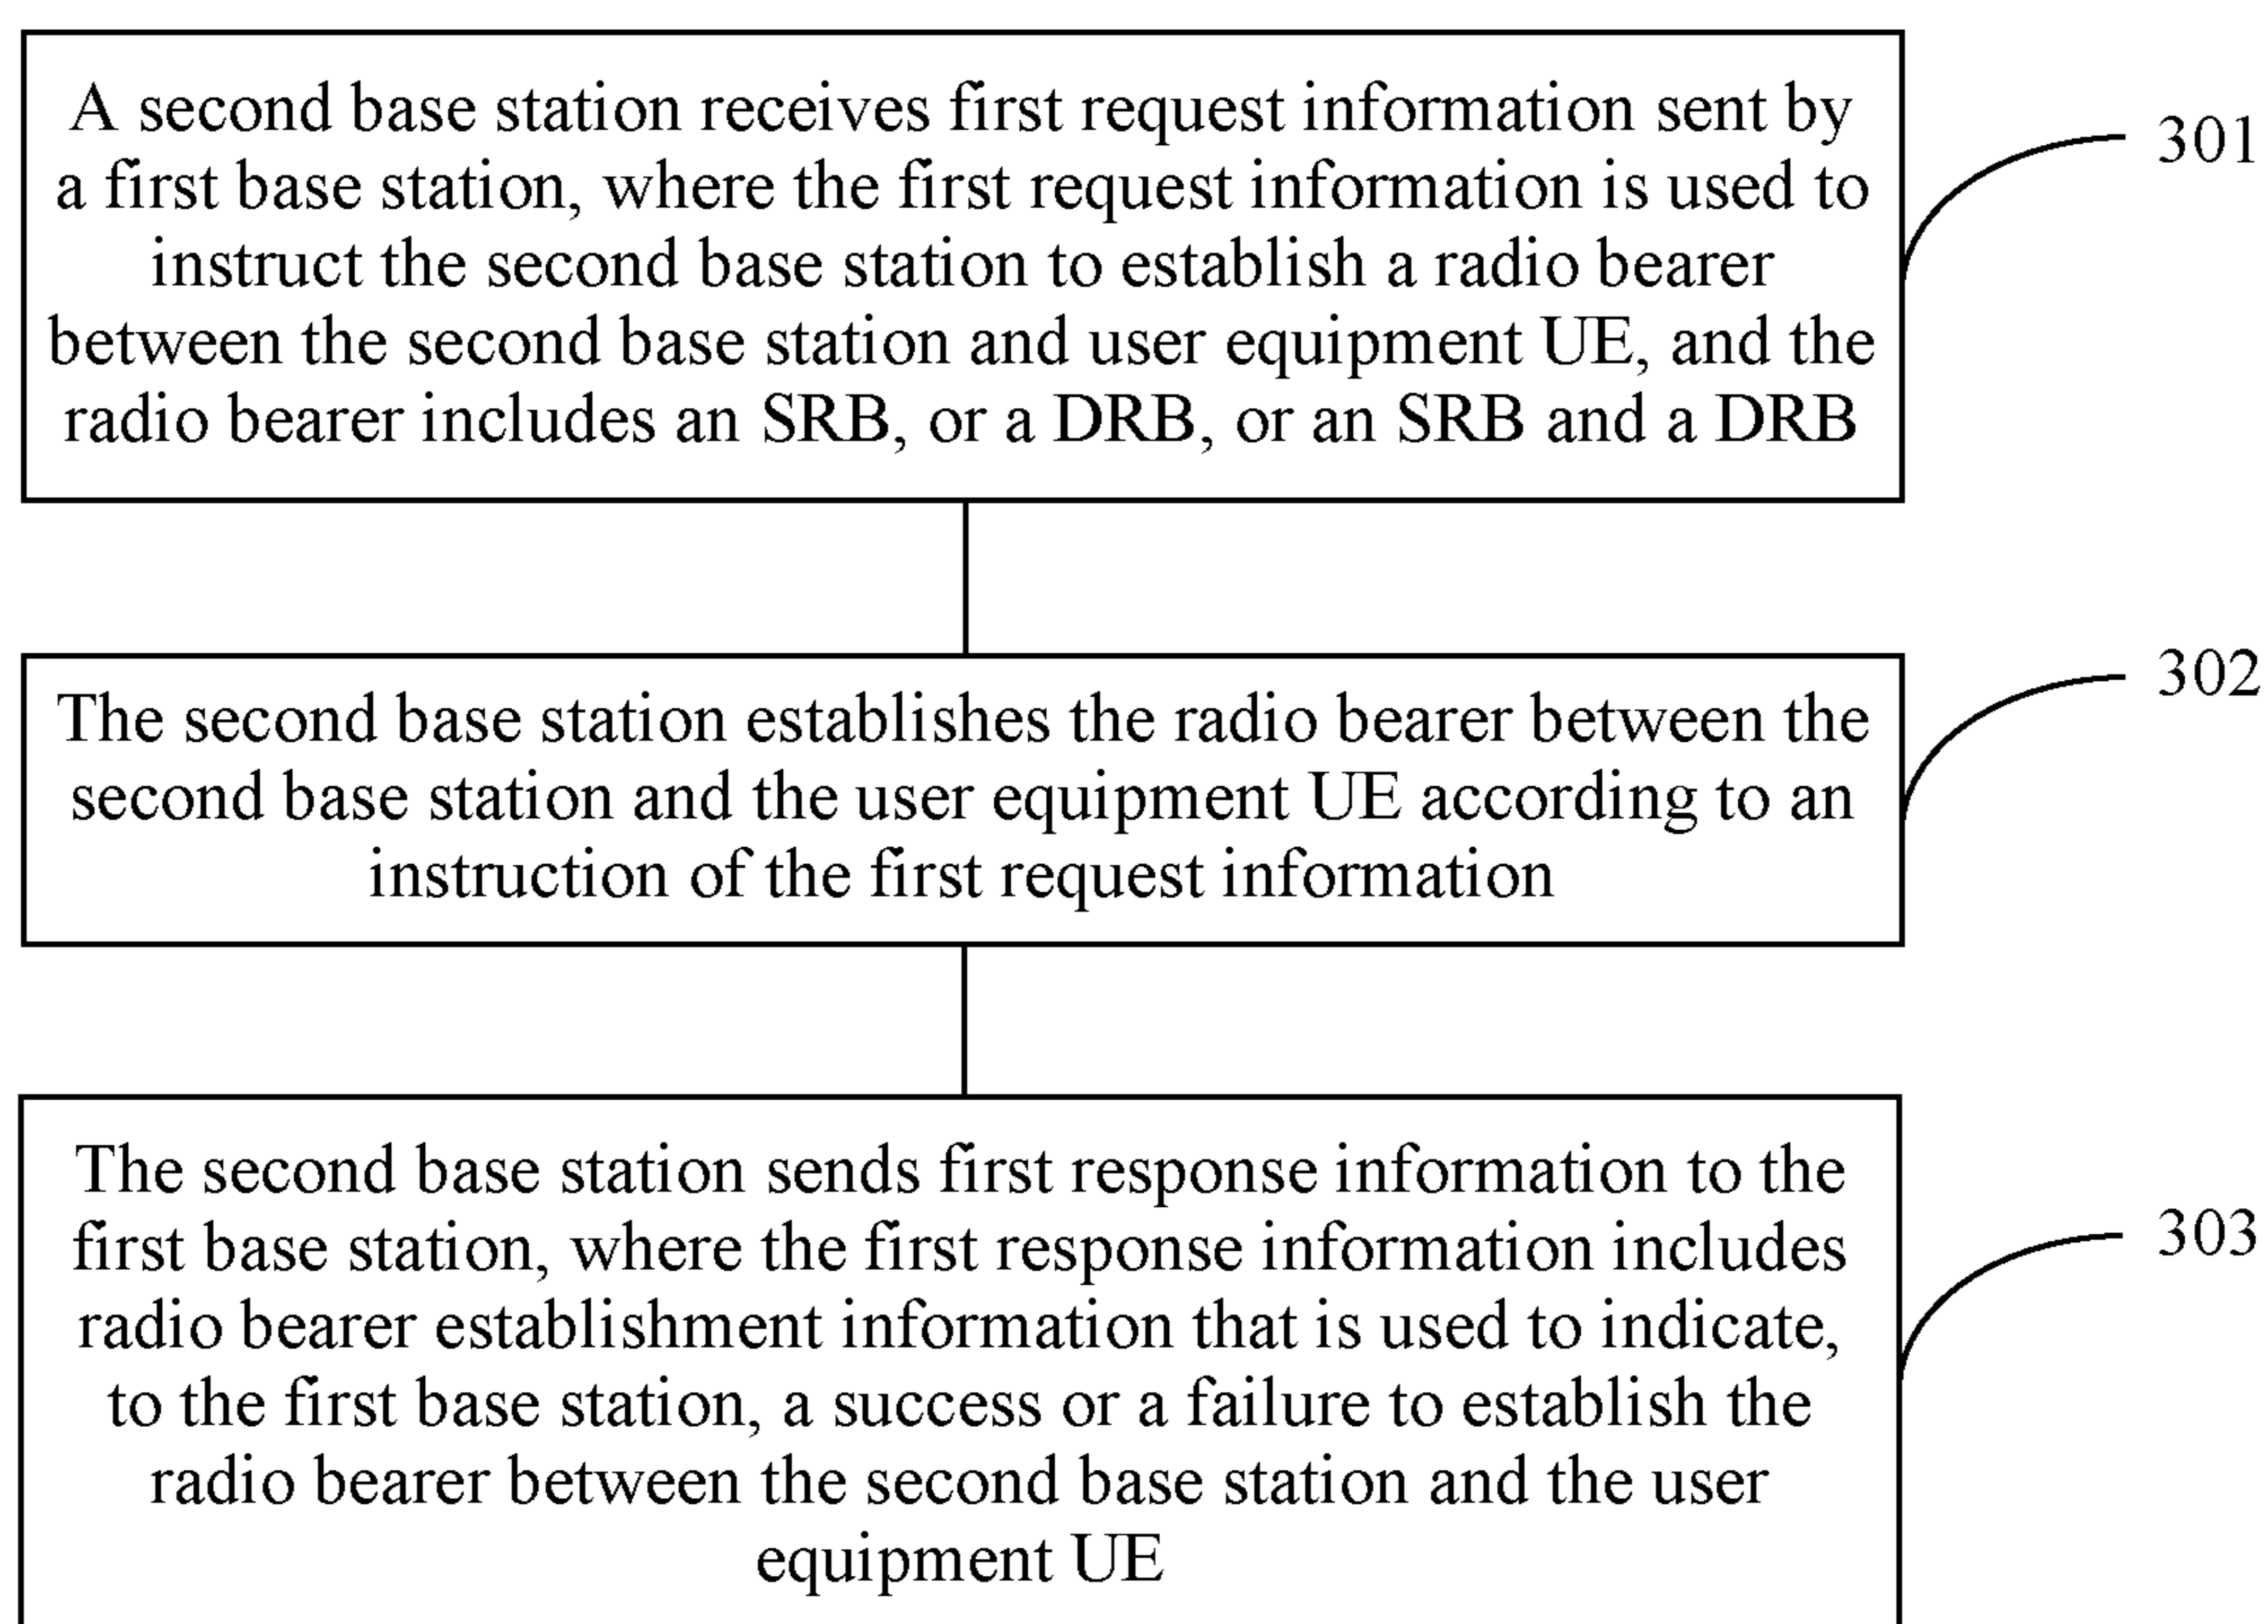 A second base station receives first request information sent by
a first base station, where the first request information is used to
instruct the second base station to establish a radio bearer
between the second base station and user equipment UE, and the
radio bearer includes an SRB, or a DRB, or an SRB and a DRB
301
The second base station establishes the radio bearer between the
second base station and the user equipment UE according to an
instruction of the first request information
302
The second base station sends first response information to the
first base station, where the first response information includes
radio bearer establishment information that is used to indicate,
to the first base station, a success or a failure to establish the
radio bearer between the second base station and the user
equipment UE
303